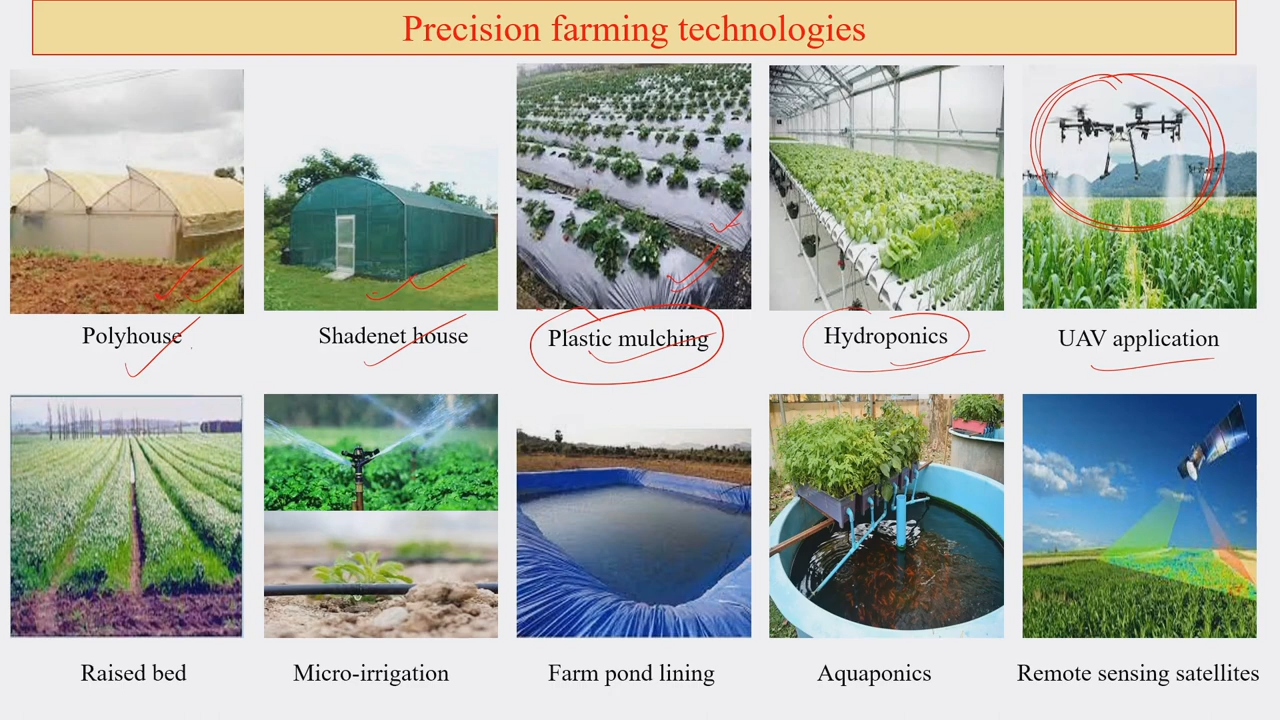 Precision farming technologies
Polyhouse
Shadenet house
Plastic mulching
Hydroponics
UAV application
Raised bed
Micro-irrigation
Farm pond lining
Aquaponics
Remote sensing satellites